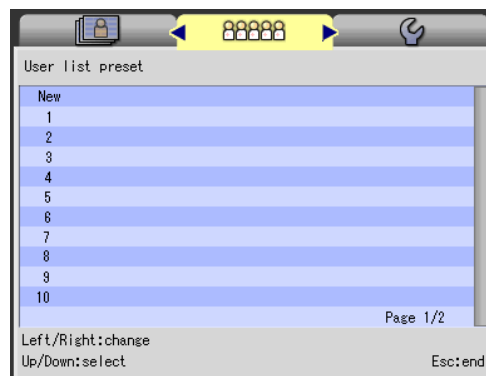 User list preset
New
1
2
3
4
5
6
7
8
9
10
Page 1/2
Left/Right:change
Up/Down:select Esc:end